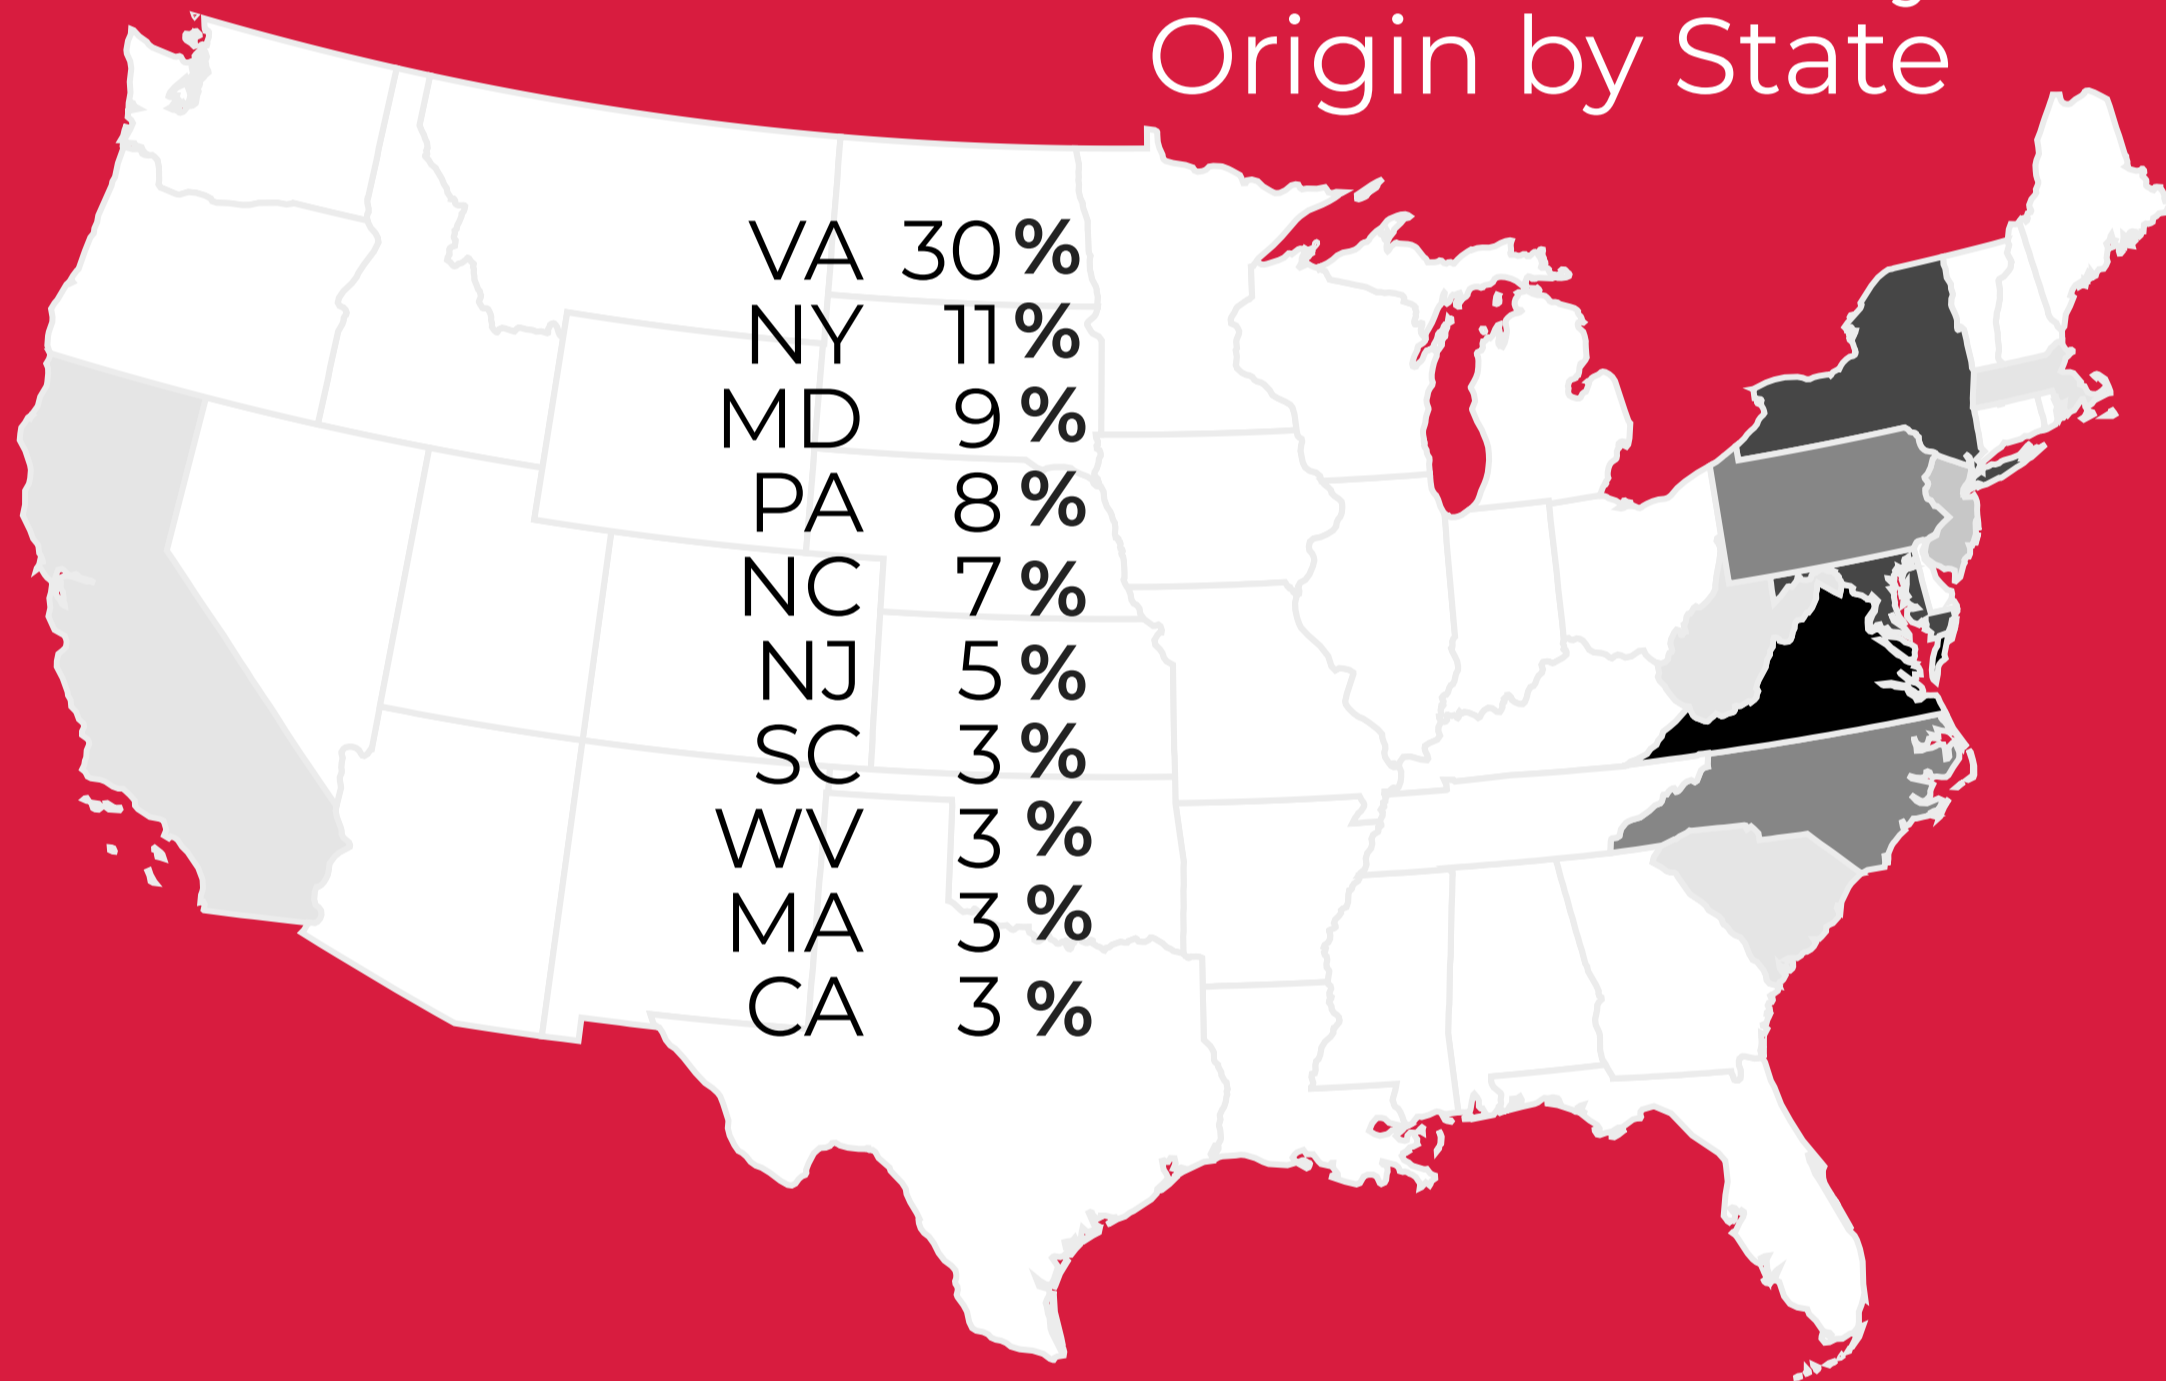 Origin by State
VA 30%
NY 11%
MD 9%
PA 8%
NC 7%
NJ 5%
SC 3%
WV 3%
MA 3%
CA 3%